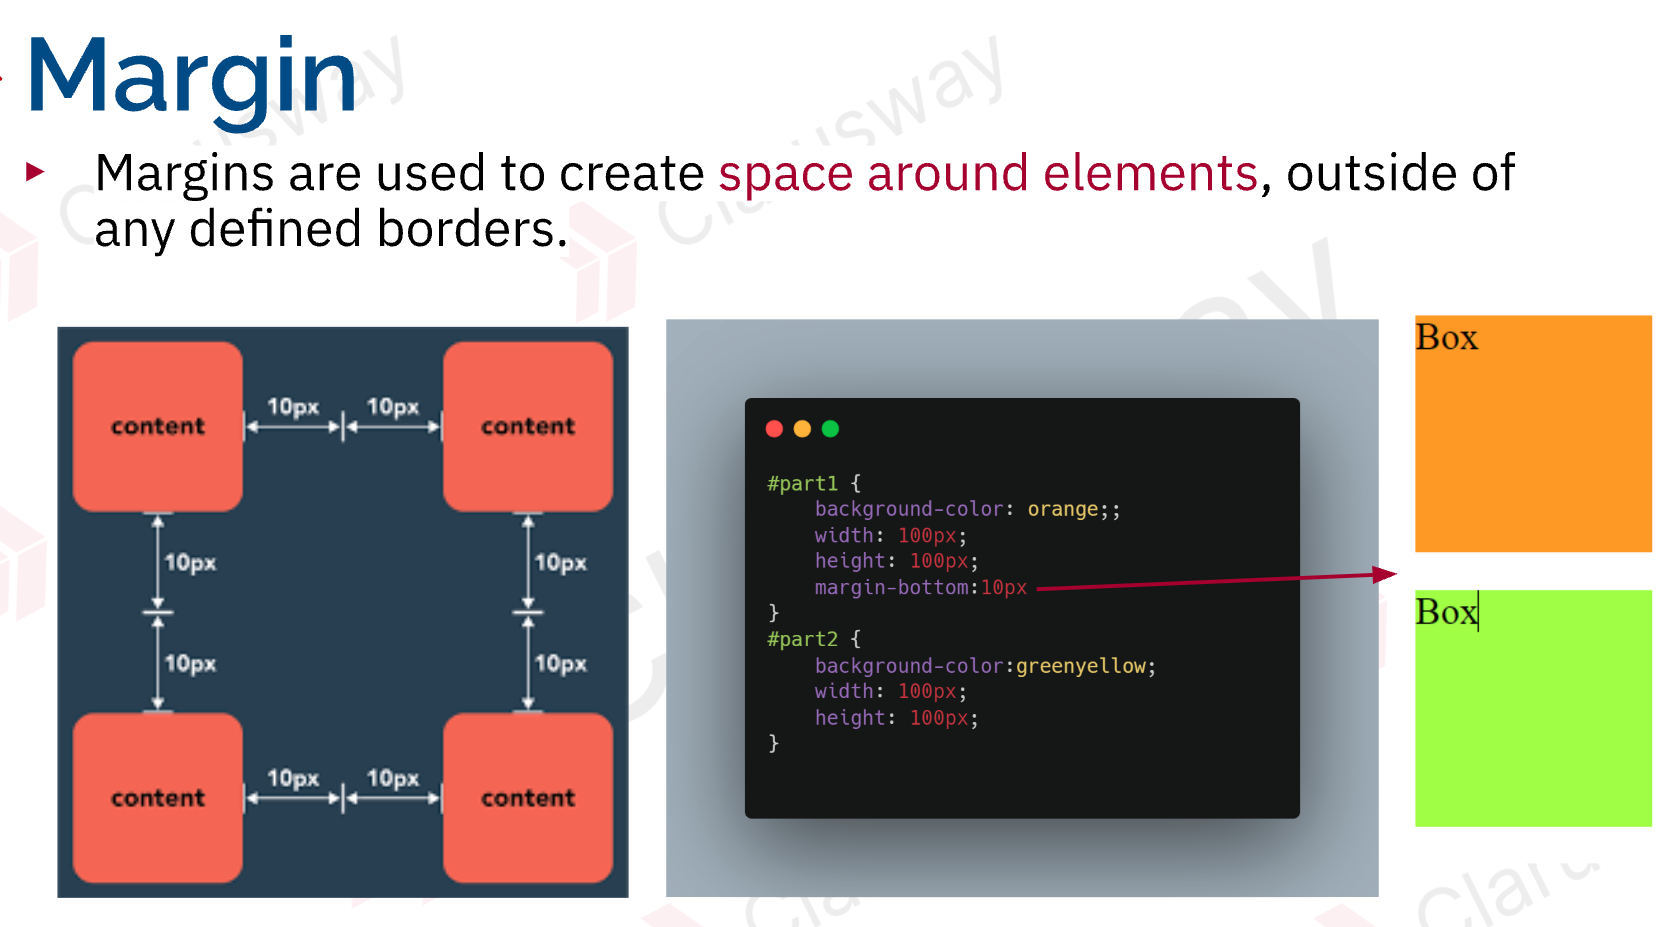 Margin
Margins are used to create space around elements, outside of
any defined borders.
content
10px 10px
content
10px
10px
10px
10px
content
10px 10px
content
#part1 {
background-color: orange;;
width: 100px;
height: 100px;
margin-bottom:10px
}
#part2 {
background-color:greenyellow;
width: 100px;
height: 100px;
}
Box
Box
Clarusway